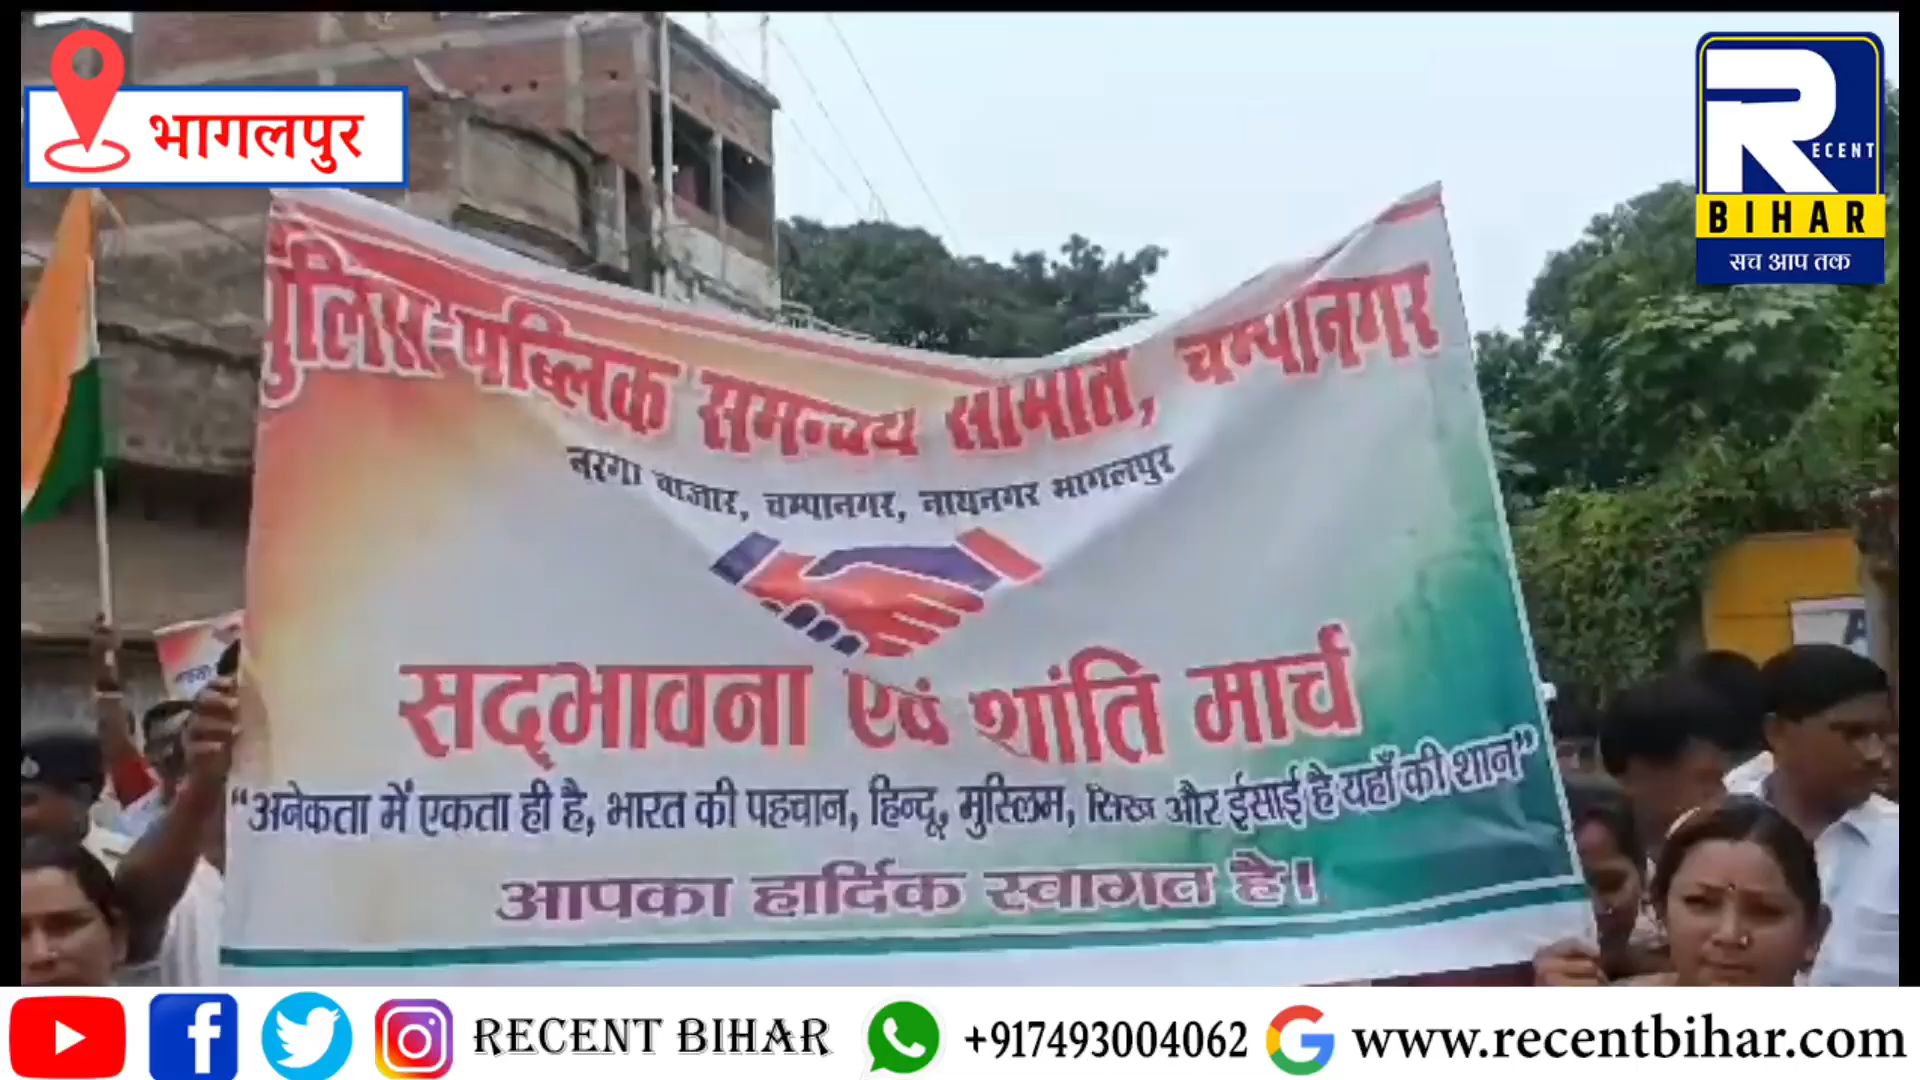 भागलपुर
RECENT
BIHAR
सच आप तक
पुलिस-पब्लिक समन्वय समिति, चम्पानगर
नरगा बाजार, चम्पानगर, नाथनगर भागलपुर
सद्भावना एवं शांति मार्च
“अनेकता में एकता ही है, भारत की पहचान, हिन्दू, मुस्लिम, सिख और ईसाई है यहाँ की शान”
आपका हार्दिक स्वागत है!
A
RECENT BIHAR +917493004062 www.recentbihar.com